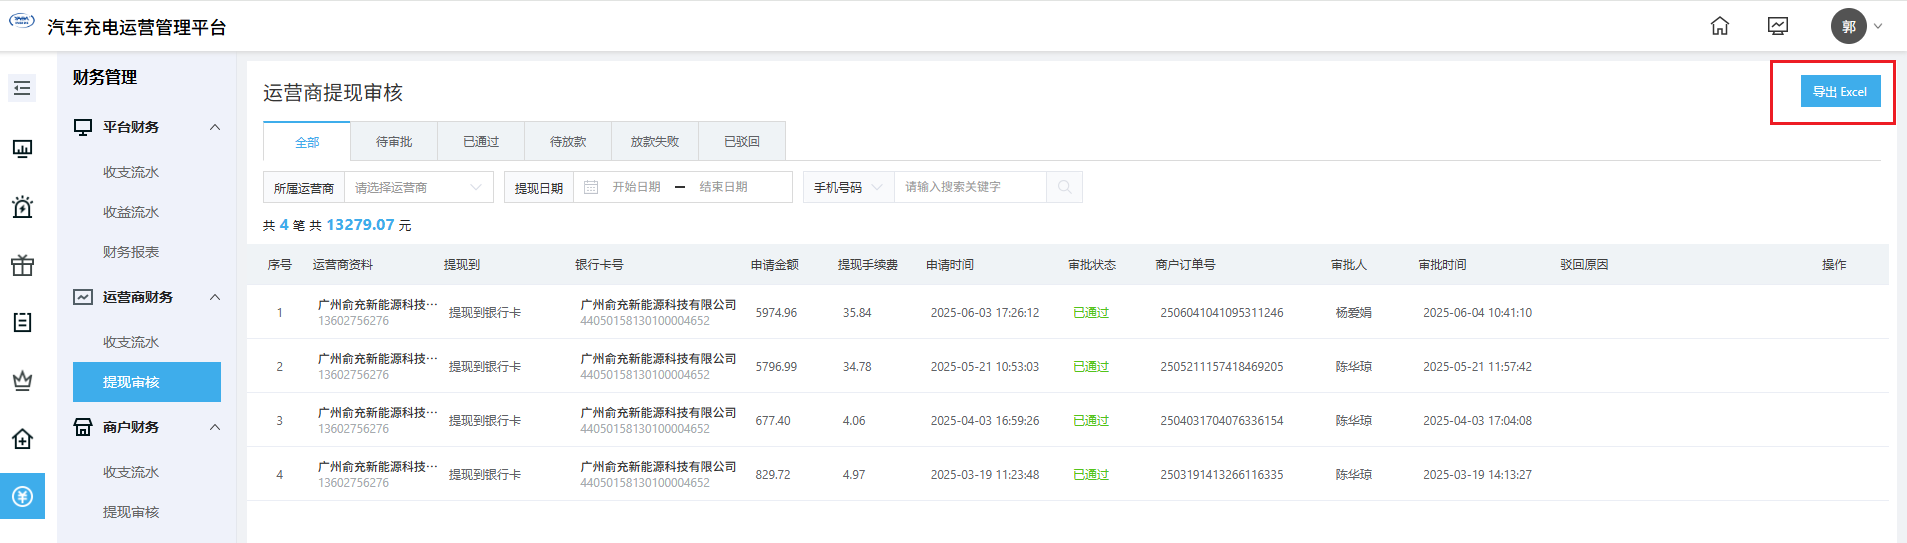 汽车充电运营管理平台
郭
财务管理
平台财务
收支流水
收益流水
财务报表
运营商财务
收支流水
提现审核
商户财务
收支流水
提现审核
运营商提现审核
导出 Excel
全部 待审批 已通过 待放款 放款失败 已驳回
所属运营商 请选择运营商 提现日期 开始日期 结束日期 手机号码 请输入搜索关键字
共 4 笔 共 13279.07 元
序号 运营商资料 提现到 银行卡号 申请金额 提现手续费 申请时间 审批状态 商户订单号 审批人 审批时间 驳回原因 操作
1 广州俞充新能源科技··· 提现到银行卡 广州俞充新能源科技有限公司 5974.96 35.84 2025-06-03 17:26:12 已通过 2506041041095311246 杨爱娟 2025-06-04 10:41:10
13602756276 44050158130100004652
2 广州俞充新能源科技··· 提现到银行卡 广州俞充新能源科技有限公司 5796.99 34.78 2025-05-21 10:53:03 已通过 2505211157418469205 陈华琼 2025-05-21 11:57:42
13602756276 44050158130100004652
3 广州俞充新能源科技··· 提现到银行卡 广州俞充新能源科技有限公司 677.40 4.06 2025-04-03 16:59:26 已通过 2504031704076336154 陈华琼 2025-04-03 17:04:08
13602756276 44050158130100004652
4 广州俞充新能源科技··· 提现到银行卡 广州俞充新能源科技有限公司 829.72 4.97 2025-03-19 11:23:48 已通过 2503191413266116335 陈华琼 2025-03-19 14:13:27
13602756276 44050158130100004652